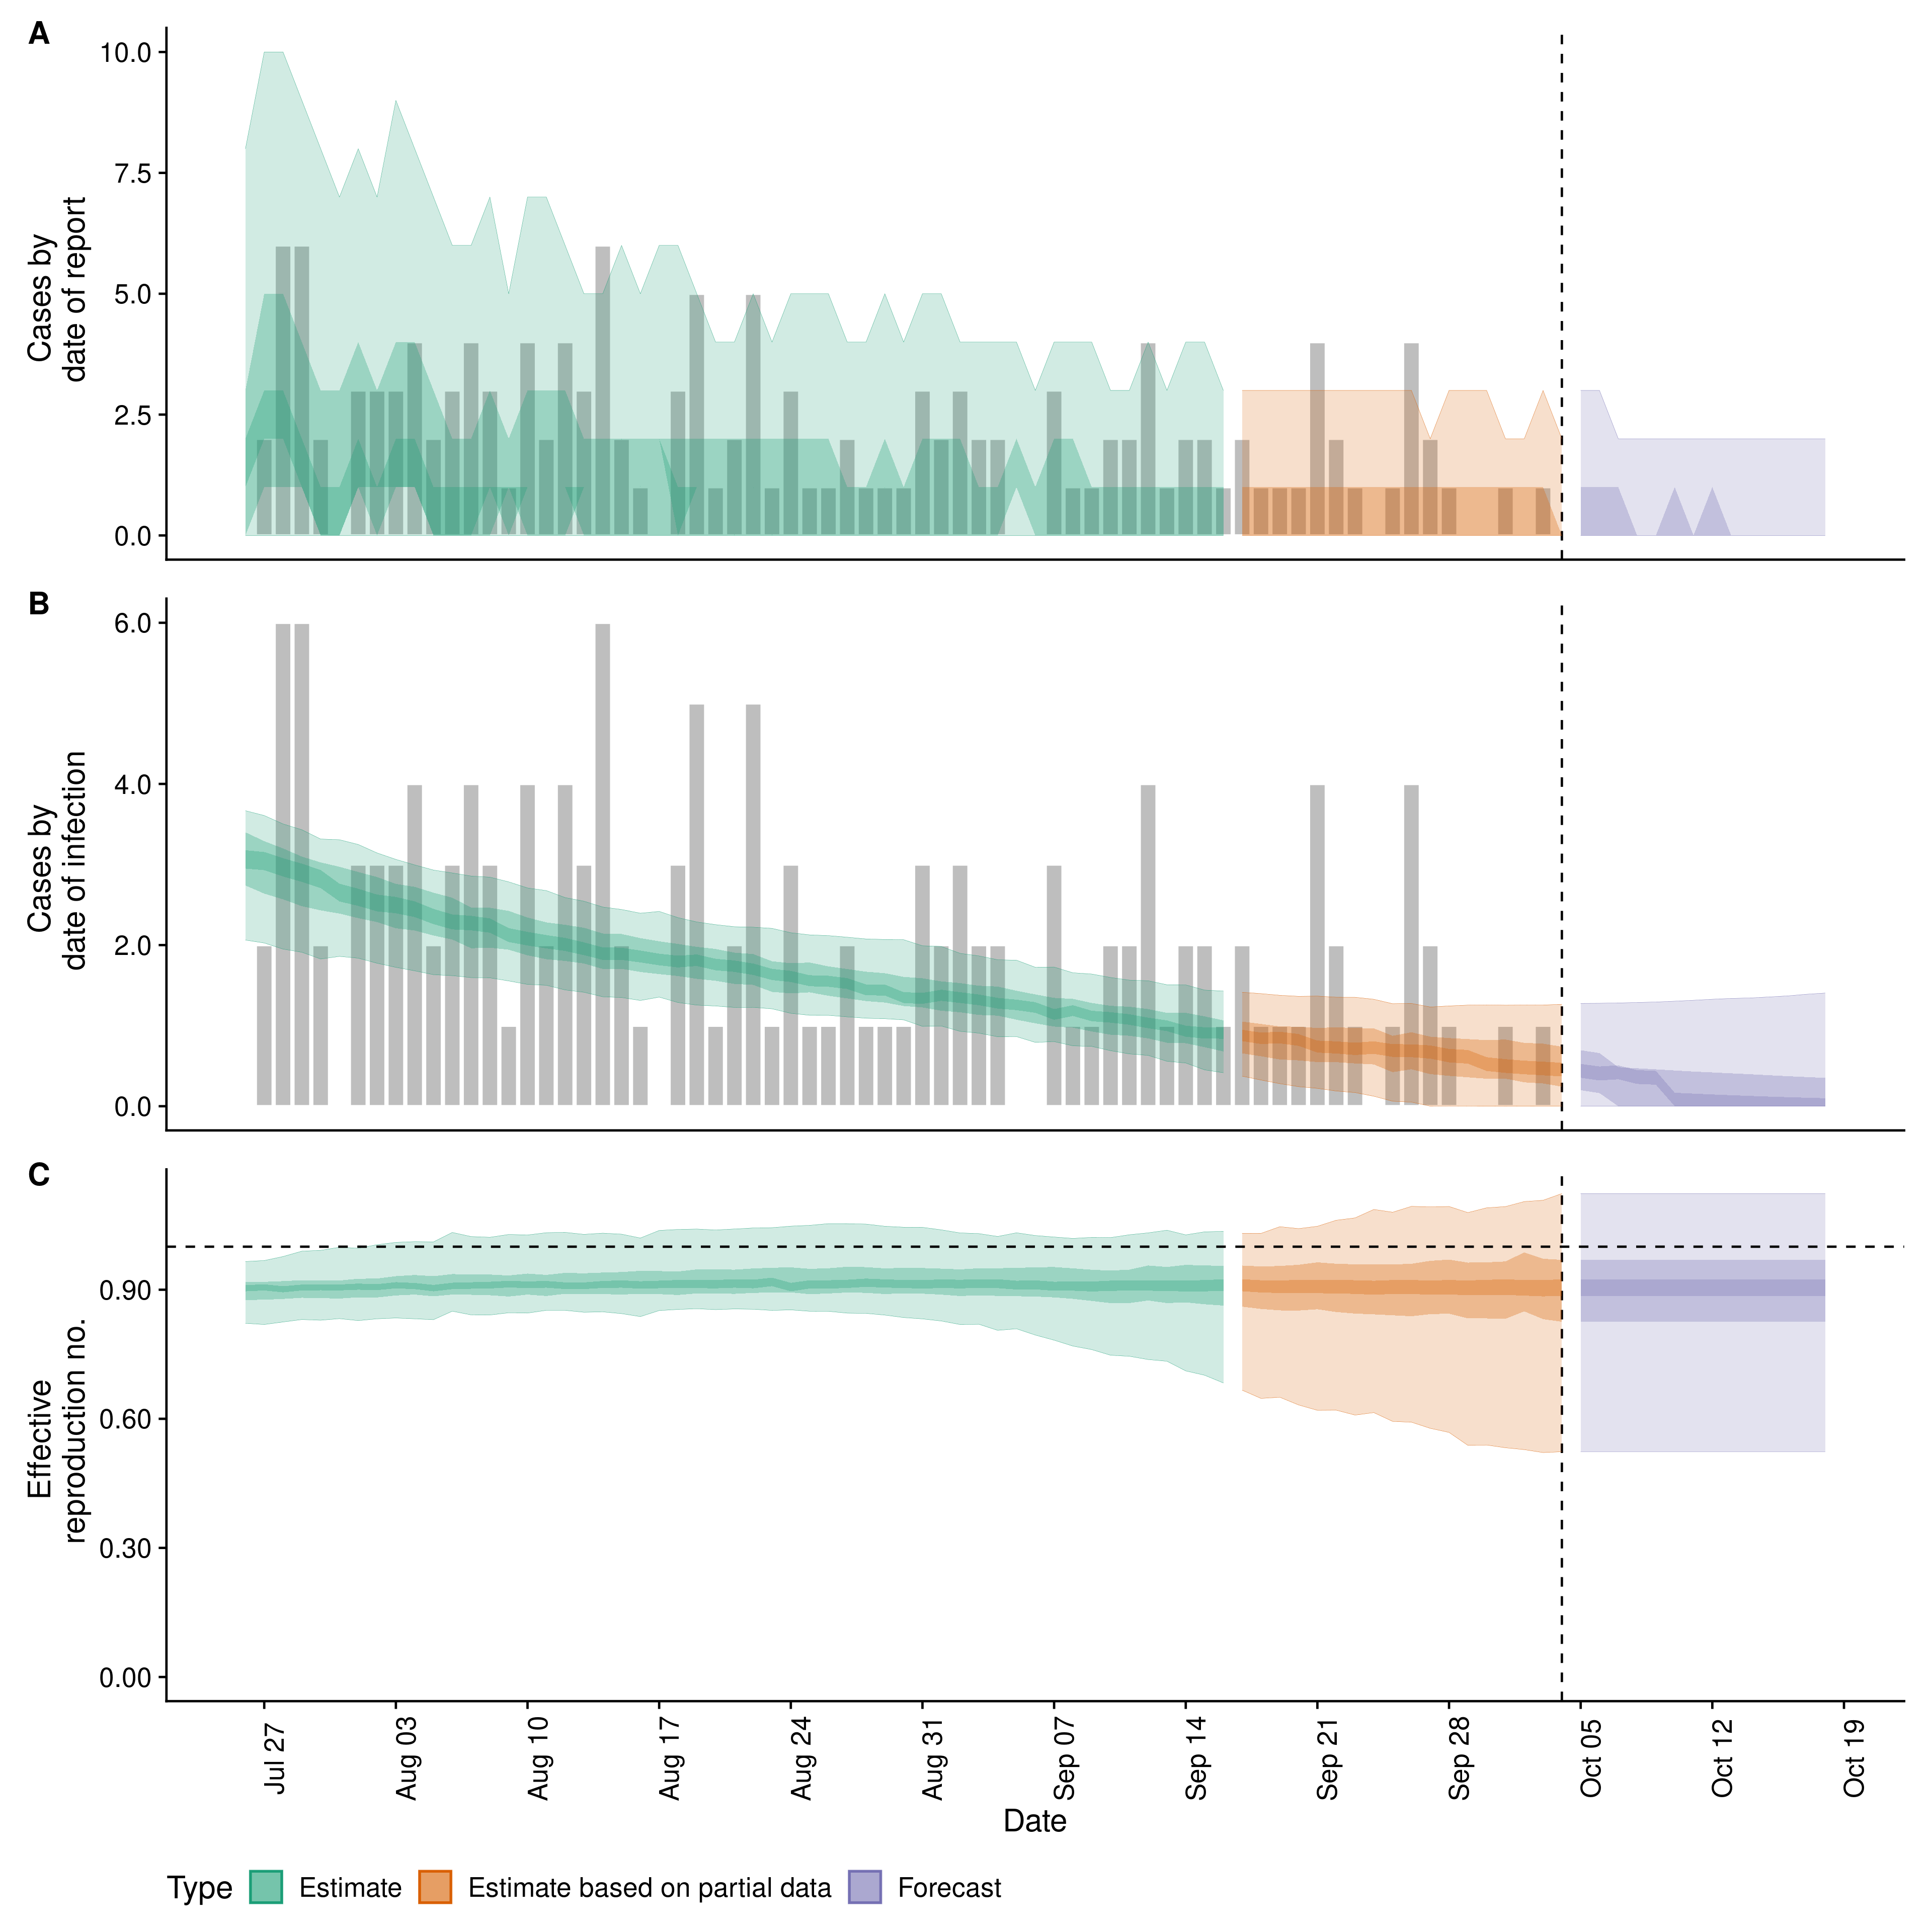 A
10.0
7.5
5.0
2.5
0.0
Cases by
date of report
B
6.0
4.0
2.0
0.0
Cases by
date of infection
C
0.90
0.60
0.30
0.00
Effective
reproduction no.
Jul 27
Aug 03
Aug 10
Aug 17
Aug 24
Aug 31
Sep 07
Sep 14
Sep 21
Sep 28
Oct 05
Oct 12
Oct 19
Date
Type Estimate Estimate based on partial data Forecast